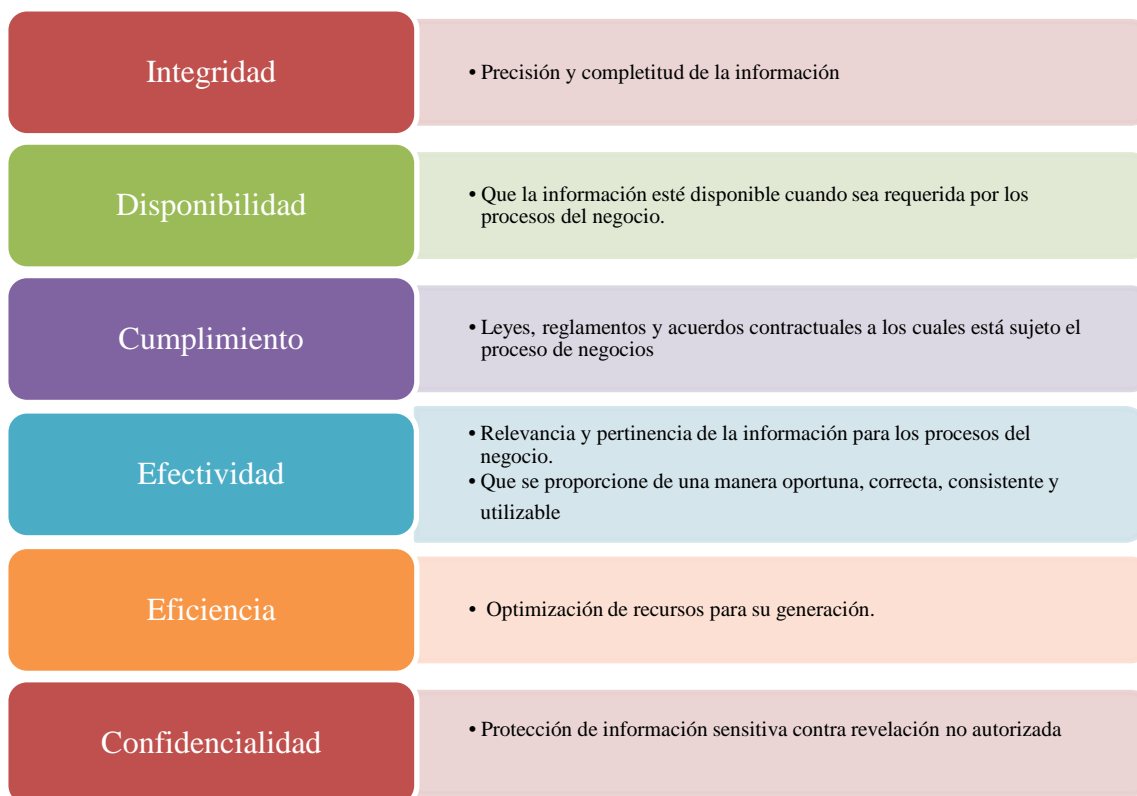 Integridad
• Precisión y completitud de la información
Disponibilidad
• Que la información esté disponible cuando sea requerida por los
procesos del negocio.
Cumplimiento
• Leyes, reglamentos y acuerdos contractuales a los cuales está sujeto el
proceso de negocios
Efectividad
• Relevancia y pertinencia de la información para los procesos del
negocio.
• Que se proporcione de una manera oportuna, correcta, consistente y
utilizable
Eficiencia
• Optimización de recursos para su generación.
Confidencialidad
• Protección de información sensitiva contra revelación no autorizada